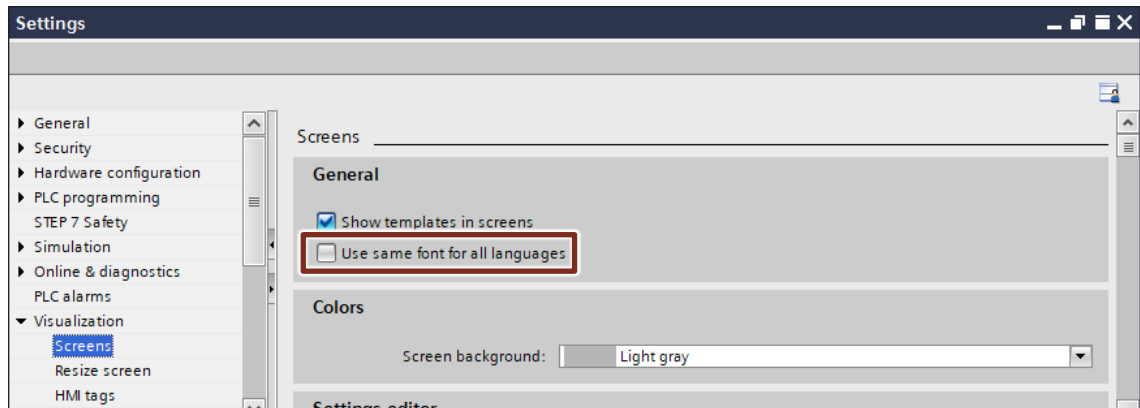 Settings
General
Security
Hardware configuration
PLC programming
STEP 7 Safety
Simulation
Online & diagnostics
PLC alarms
Visualization
Screens
Resize screen
HMI tags
Screens
General
Show templates in screens
Use same font for all languages
Colors
Screen background: Light gray
Settings editor